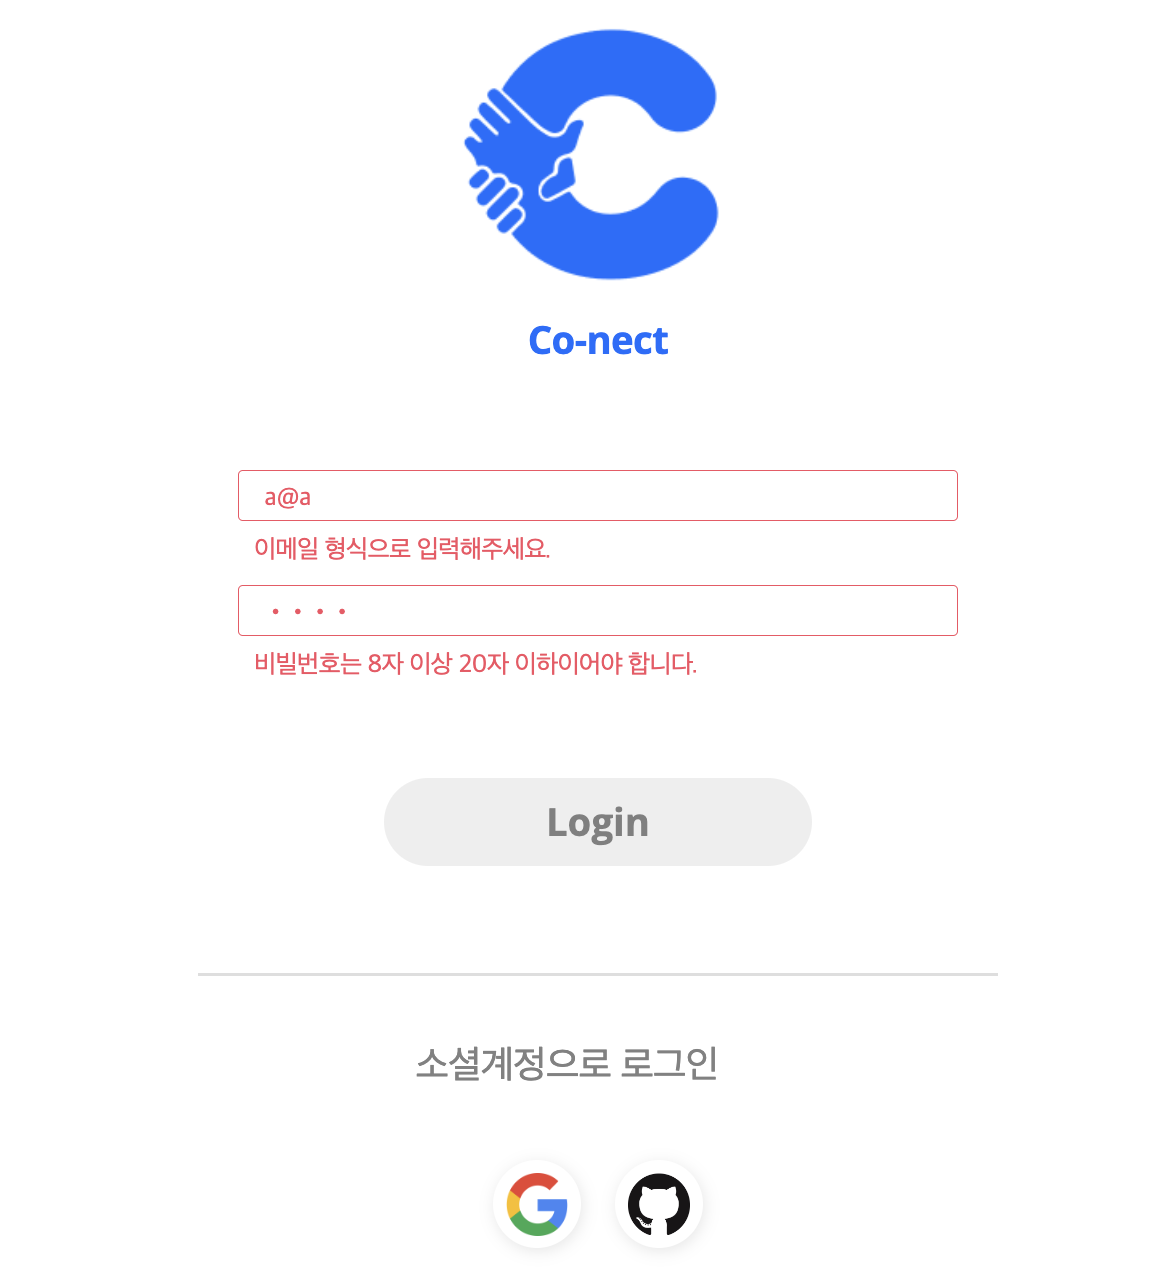 Co-nect
a@a
이메일 형식으로 입력해주세요.
••••
비빌번호는 8자 이상 20자 이하이어야 합니다.
Login
소셜계정으로 로그인